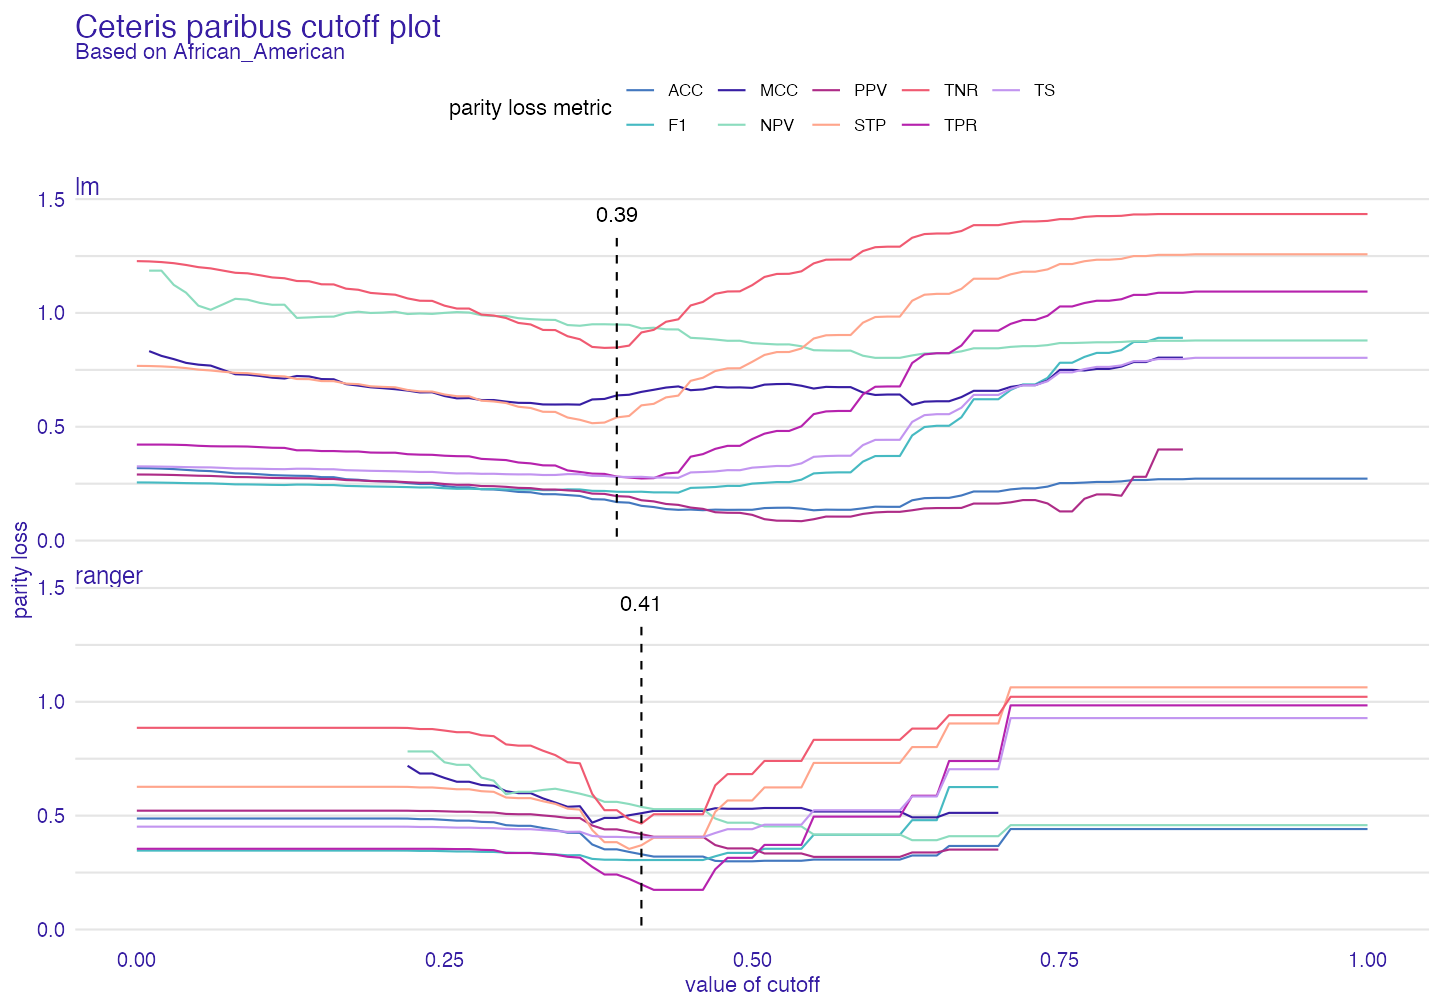 Ceteris paribus cutoff plot
Based on African_American
parity loss metric
ACC MCC PPV TNR TS
F1 NPV STP TPR
lm
1.5
0.39
1.0
0.5
0.0
parity loss
ranger
1.5
0.41
1.0
0.5
0.0
0.00 0.25 0.50 0.75 1.00
value of cutoff